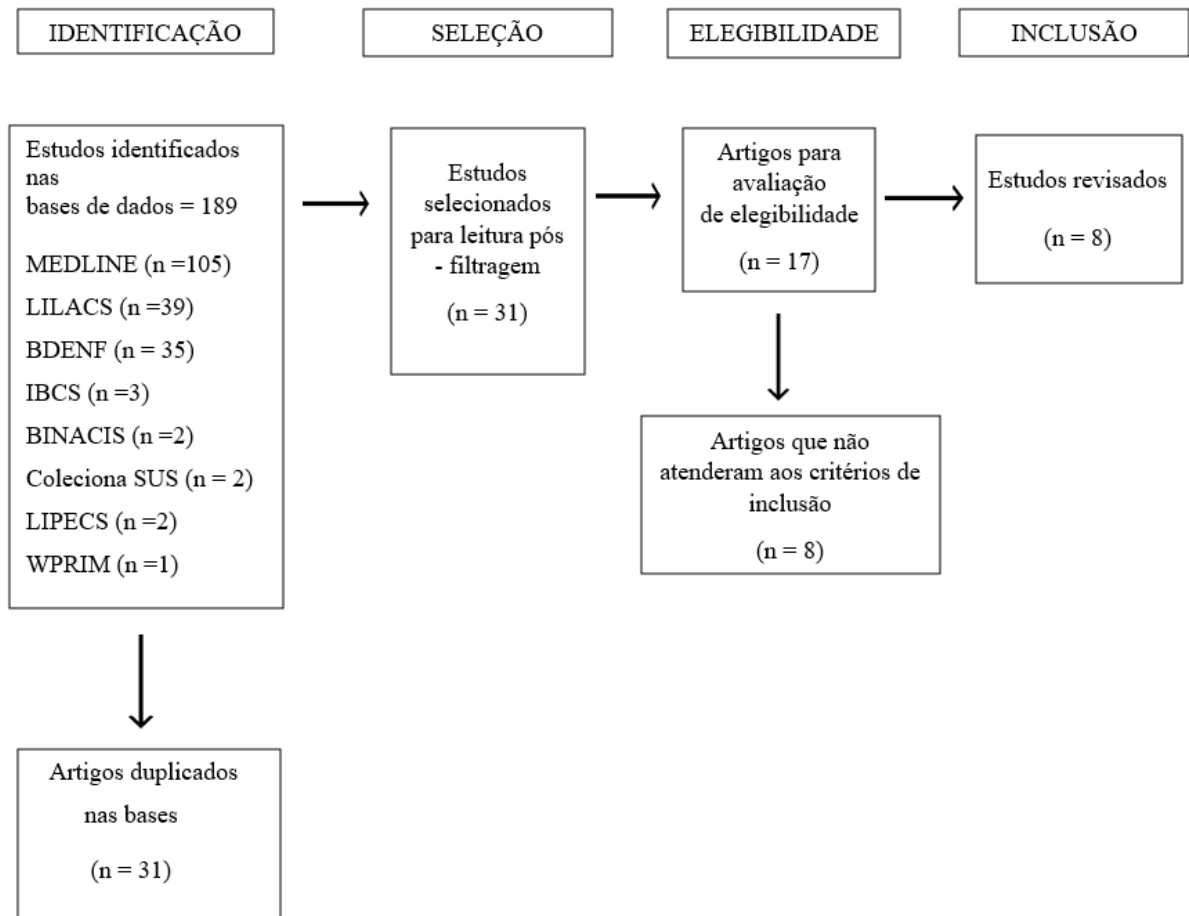 IDENTIFICAÇÃO
SELEÇÃO
ELEGIBILIDADE
INCLUSÃO
Estudos identificados
nas
bases de dados = 189
MEDLINE (n =105)
LILACS (n =39)
BDENF (n = 35)
IBCS (n =3)
BINACIS (n =2)
Coleciona SUS (n = 2)
LIPECS (n =2)
WPRIM (n =1)
Estudos
selecionados
para leitura pós
- filtragem
(n = 31)
Artigos para
avaliação
de elegibilidade
(n = 17)
Estudos revisados
(n = 8)
Artigos que não
atenderam aos critérios de
inclusão
(n = 8)
Artigos duplicados
nas bases
(n = 31)